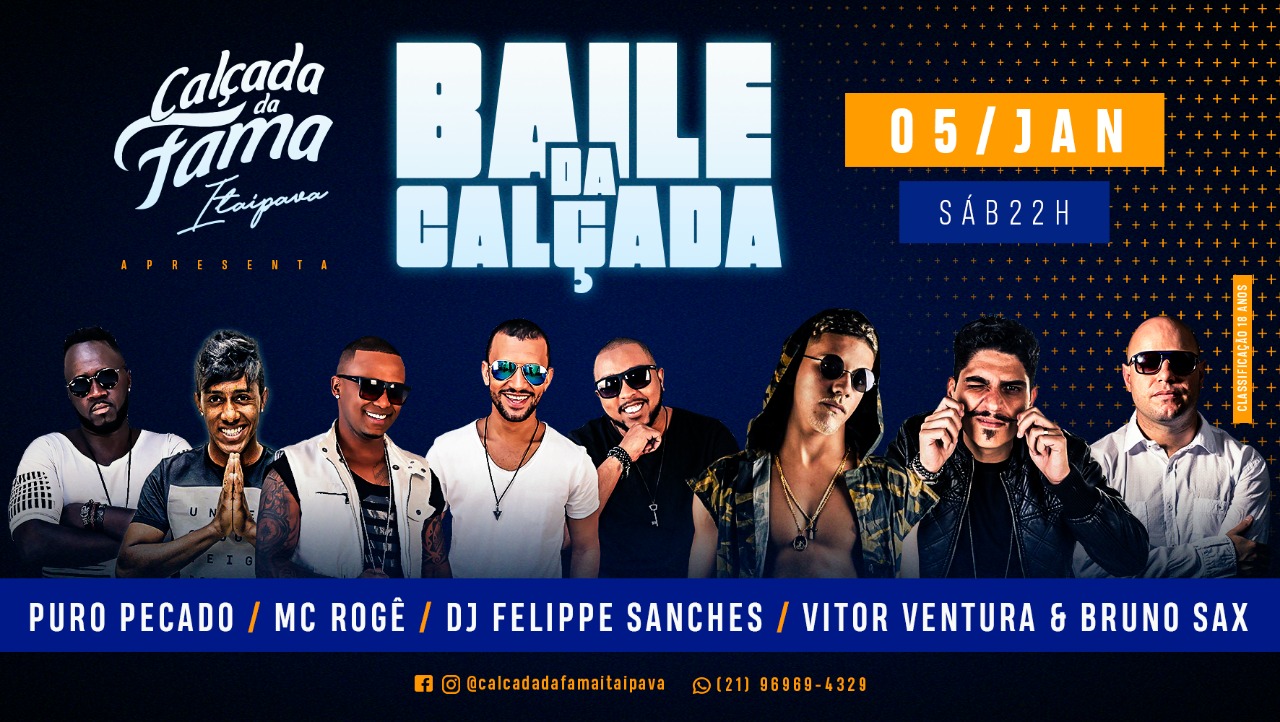 Calçada
da
Fama
Itaipava
APRESENTA
BAILE
DA
CALÇADA
05/JAN
SÁB22H
CLASSIFICAÇÃO 18 ANOS
PURO PECADO / MC ROGÊ / DJ FELIPPE SANCHES / VITOR VENTURA & BRUNO SAX
@calcadadafamaitaipava (21) 96969-4329